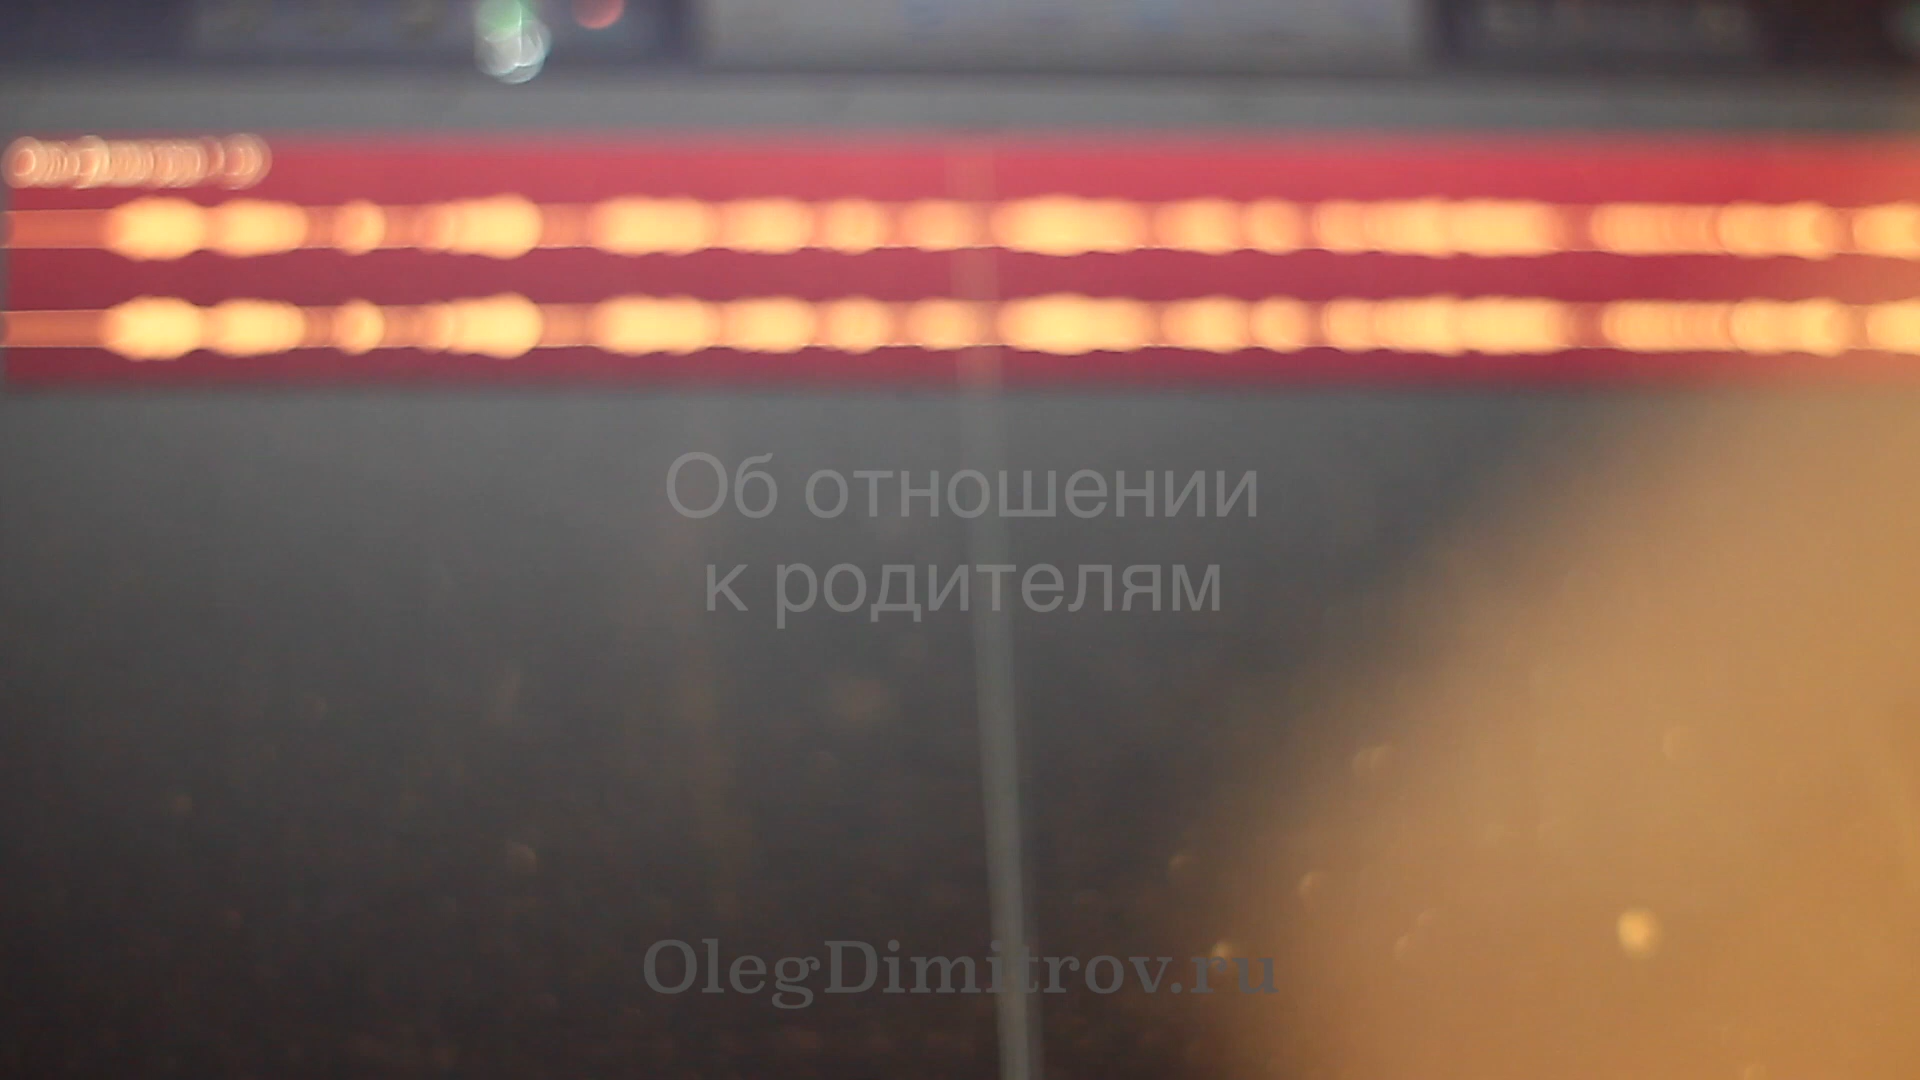 Об отношении
к родителям
OlegDimitrov.ru